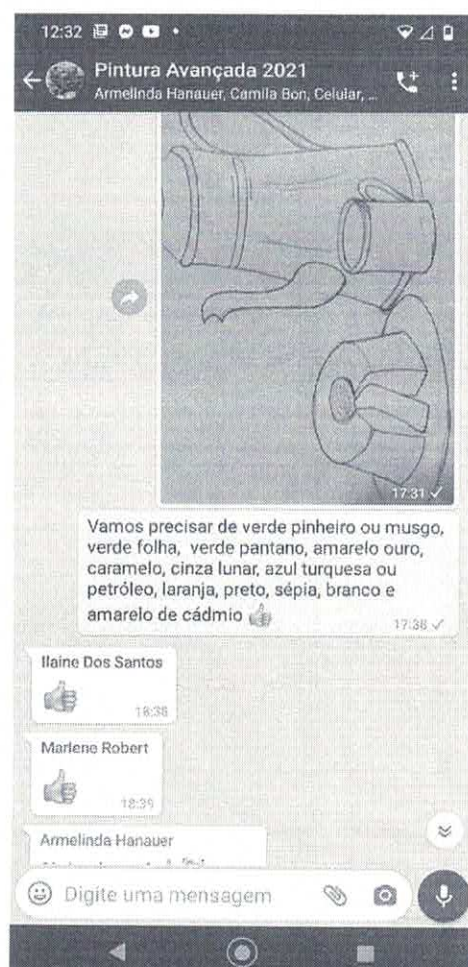 12:32
Pintura Avançada 2021
Armelinda Hanauer, Camila Bon, Celular, ...
17:31
Vamos precisar de verde pinheiro ou musgo,
verde folha, verde pantano, amarelo ouro,
caramelo, cinza lunar, azul turquesa ou
petróleo, laranja, preto, sépia, branco e
amarelo de cádmio 👍
17:38
Ilaine Dos Santos
👍
18:38
Marlene Robert
👍
18:39
Armelinda Hanauer
Digite uma mensagem